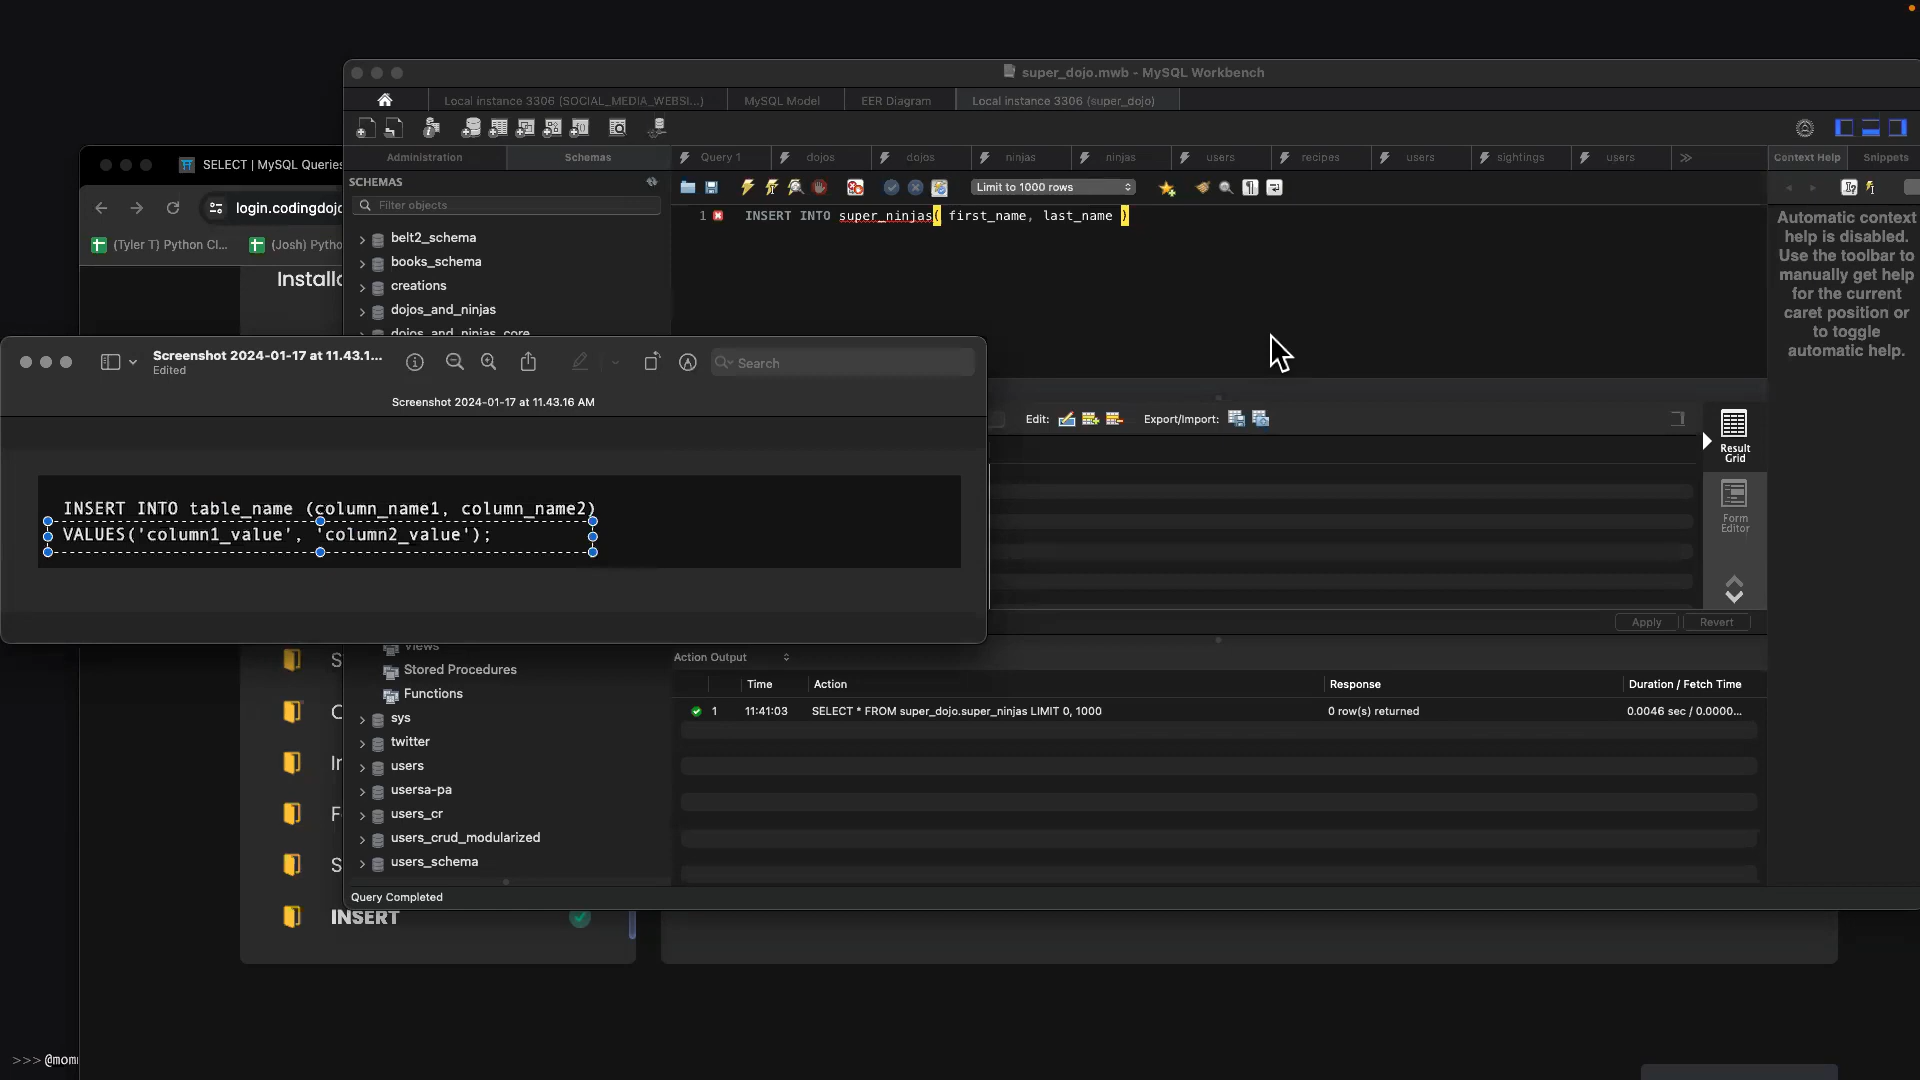 super_dojo.mwb - MySQL Workbench
Local instance 3306 (SOCIAL_MEDIA_WEBSI...)
MySQL Model
EER Diagram
Local instance 3306 (super_dojo)
SELECT | MySQL Queries
Administration
Schemas
Query 1
dojos
dojos
ninjas
ninjas
users
recipes
users
sightings
users
Context Help
Snippets
SCHEMAS
Limit to 1000 rows
login.codingdojo
Filter objects
1
INSERT INTO super_ninjas( first_name, last_name )
Automatic context
help is disabled.
Use the toolbar to
manually get help
for the current
caret position or
to toggle
automatic help.
(Tyler T) Python Cl...
(Josh) Pytho
belt2_schema
books_schema
creations
dojos_and_ninjas
dojos_and_ninjas_core
Screenshot 2024-01-17 at 11.43.1...
Edited
Search
Screenshot 2024-01-17 at 11.43.16 AM
INSERT INTO table_name (column_name1, column_name2)
VALUES('column1_value', 'column2_value');
Edit:
Export/Import:
Result
Grid
Form
Editor
Apply
Revert
Views
Stored Procedures
Functions
sys
twitter
users
usersa-pa
users_cr
users_crud_modularized
users_schema
Action Output
Time
Action
Response
Duration / Fetch Time
1
11:41:03
SELECT * FROM super_dojo.super_ninjas LIMIT 0, 1000
0 row(s) returned
0.0046 sec / 0.0000...
Query Completed
INSERT
>>> @mom